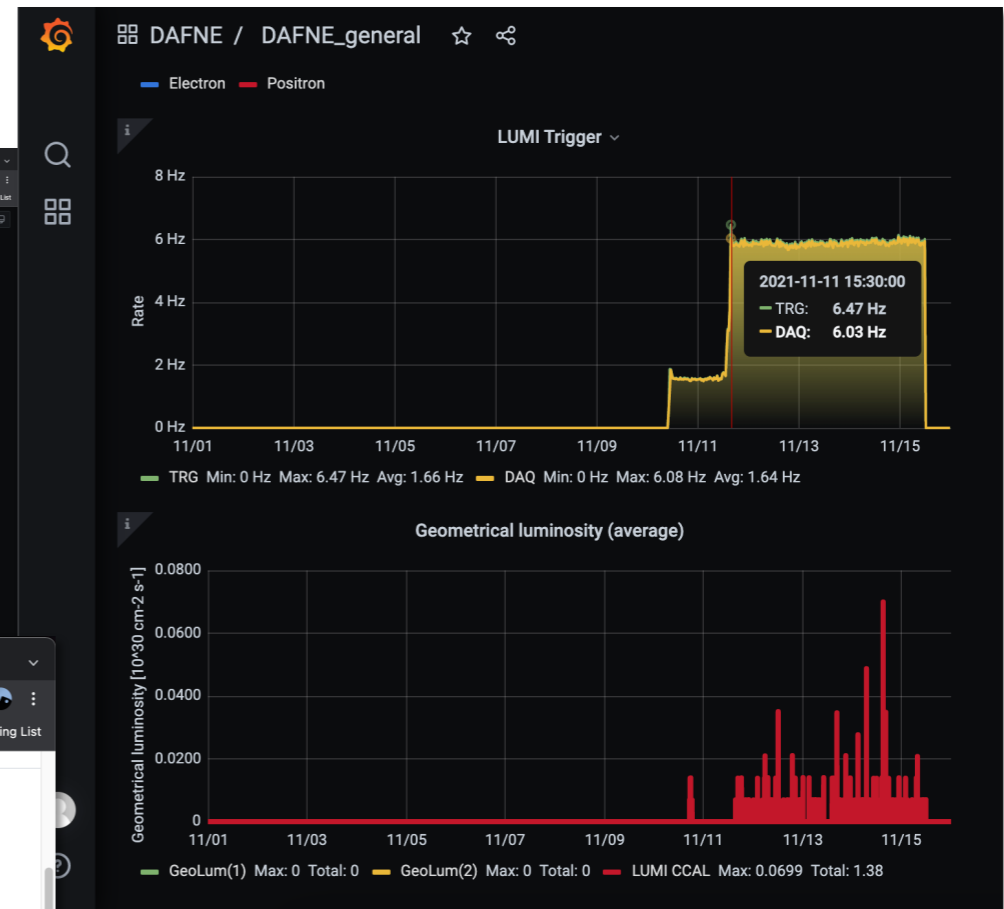 DAFNE / DAFNE_general
Electron Positron
i
LUMI Trigger
List
8 Hz
6 Hz
4 Hz
2 Hz
0 Hz
Rate
2021-11-11 15:30:00
TRG: 6.47 Hz
DAQ: 6.03 Hz
11/01 11/03 11/05 11/07 11/09 11/11 11/13 11/15
TRG Min: 0 Hz Max: 6.47 Hz Avg: 1.66 Hz DAQ Min: 0 Hz Max: 6.08 Hz Avg: 1.64 Hz
i
Geometrical luminosity (average)
0.0800
0.0600
0.0400
0.0200
0
Geometrical luminosity [10^30 cm-2 s-1]
ing List
11/01 11/03 11/05 11/07 11/09 11/11 11/13 11/15
GeoLum(1) Max: 0 Total: 0 GeoLum(2) Max: 0 Total: 0 LUMI CCAL Max: 0.0699 Total: 1.38
?